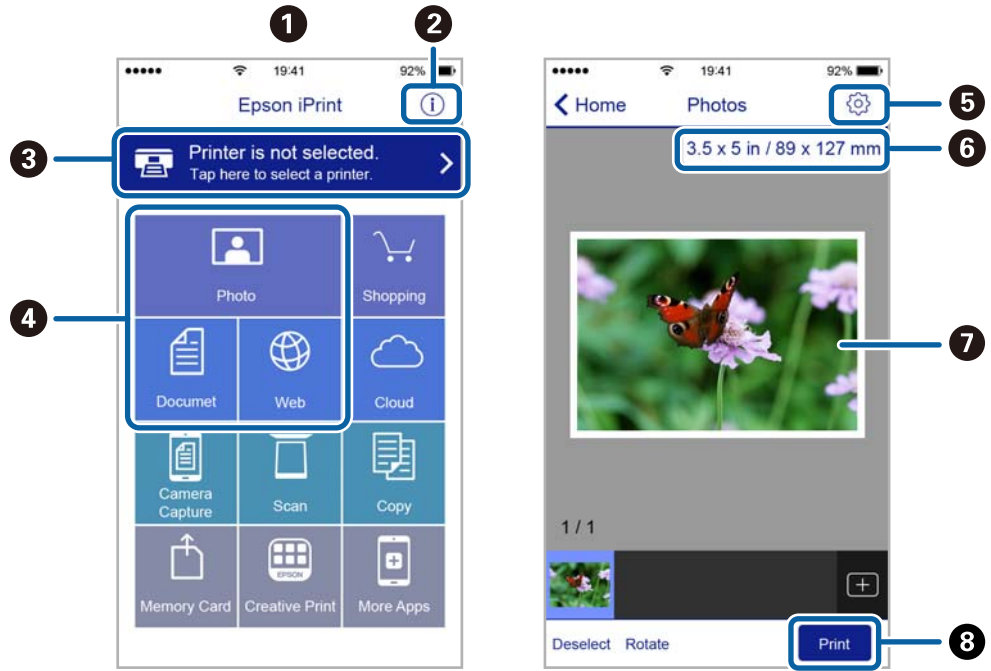 1
2
19:41
92%
Epson iPrint
i
3
Printer is not selected.
Tap here to select a printer.
4
Photo
Shopping
Documet
Web
Cloud
Camera
Capture
Scan
Copy
EPSON
Memory Card
Creative Print
More Apps
19:41
92%
Home
Photos
5
3.5 x 5 in / 89 x 127 mm
6
7
1 / 1
Deselect
Rotate
Print
8